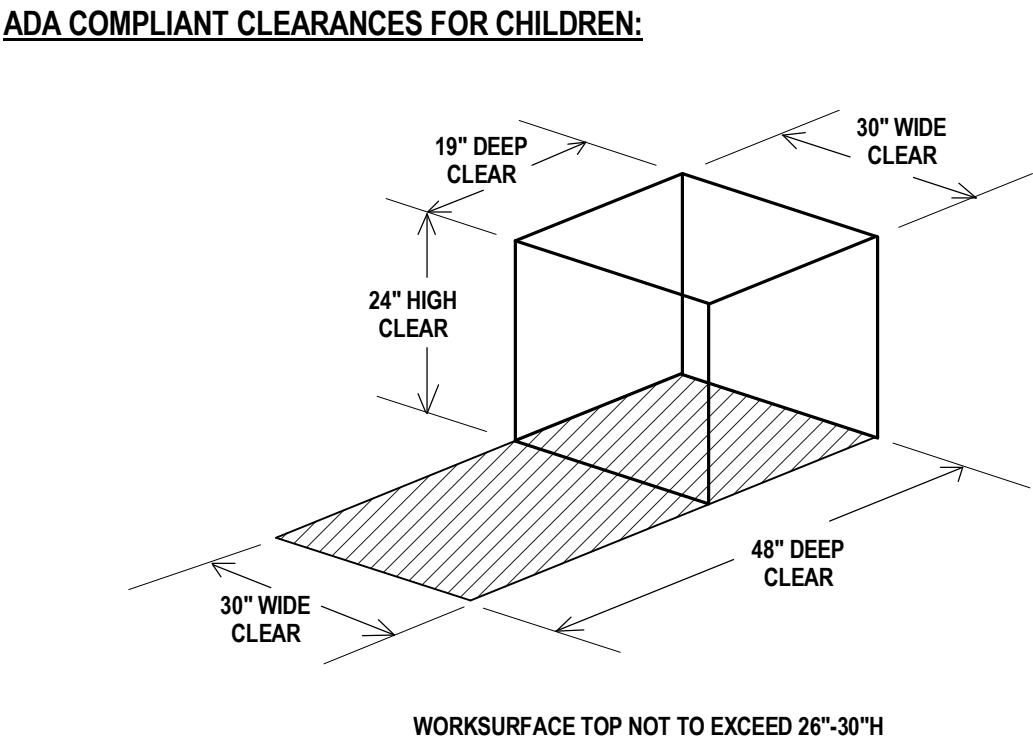 ADA COMPLIANT CLEARANCES FOR CHILDREN:
19" DEEP
CLEAR
30" WIDE
CLEAR
24" HIGH
CLEAR
48" DEEP
CLEAR
30" WIDE
CLEAR
WORKSURFACE TOP NOT TO EXCEED 26"-30"H